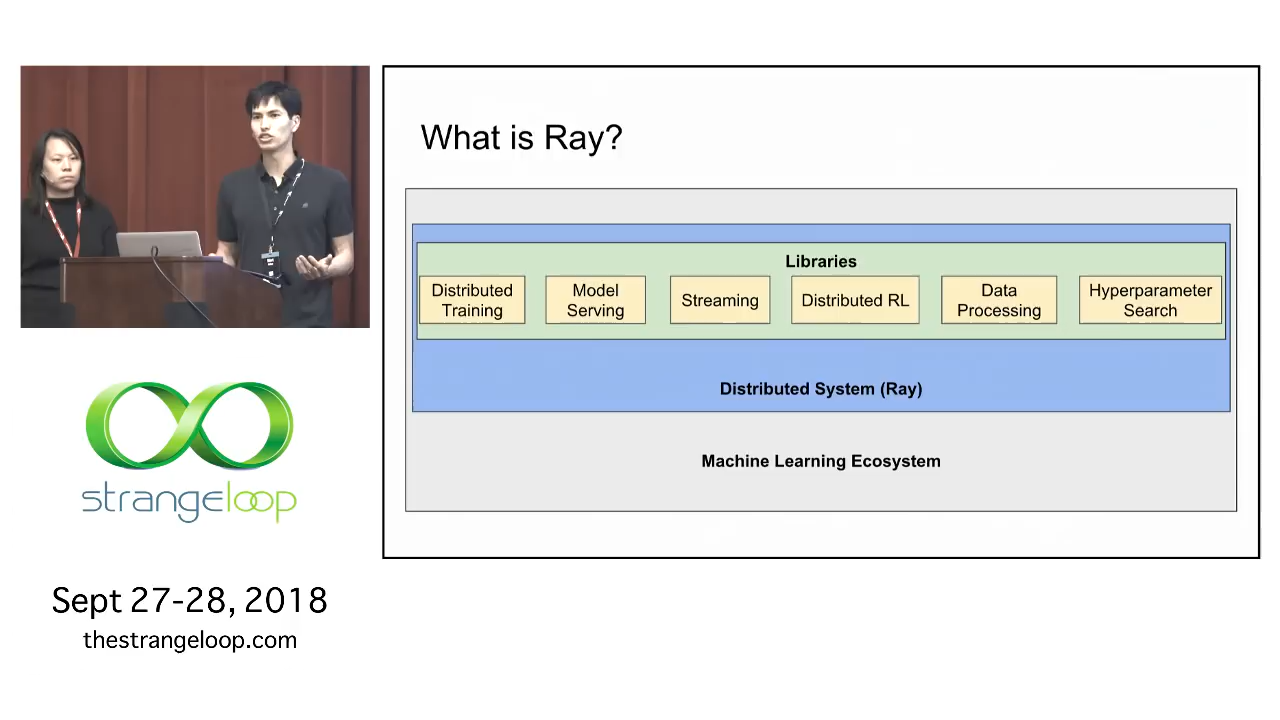 What is Ray?
Libraries
Distributed
Training
Model
Serving
Streaming
Distributed RL
Data
Processing
Hyperparameter
Search
Distributed System (Ray)
Machine Learning Ecosystem
strangeloop
Sept 27-28, 2018
thestrangeloop.com